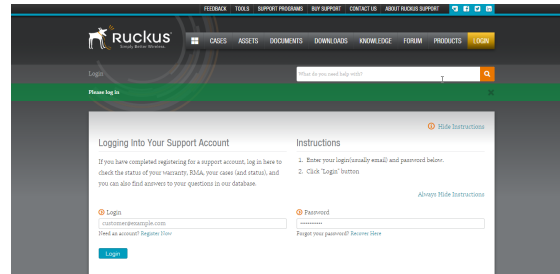 FEEDBACK TOOLS SUPPORT PROGRAMS BUY SUPPORT CONTACT US ABOUT RUCKUS SUPPORT
Ruckus
Simply Better Wireless.
CASES ASSETS DOCUMENTS DOWNLOADS KNOWLEDGE FORUM PRODUCTS LOGIN
Login
What do you need help with?
Please log in
Hide Instructions
Logging Into Your Support Account
If you have completed registering for a support account, log in here to
check the status of your warranty, RMA, your cases (and status), and
you can also find answers to your questions in our database.
Instructions
1. Enter your login(usually email) and password below.
2. Click "Login" button
Always Hide Instructions
Login
customer@example.com
Need an account? Register Now
Password
Forgot your password? Recover Here
Login